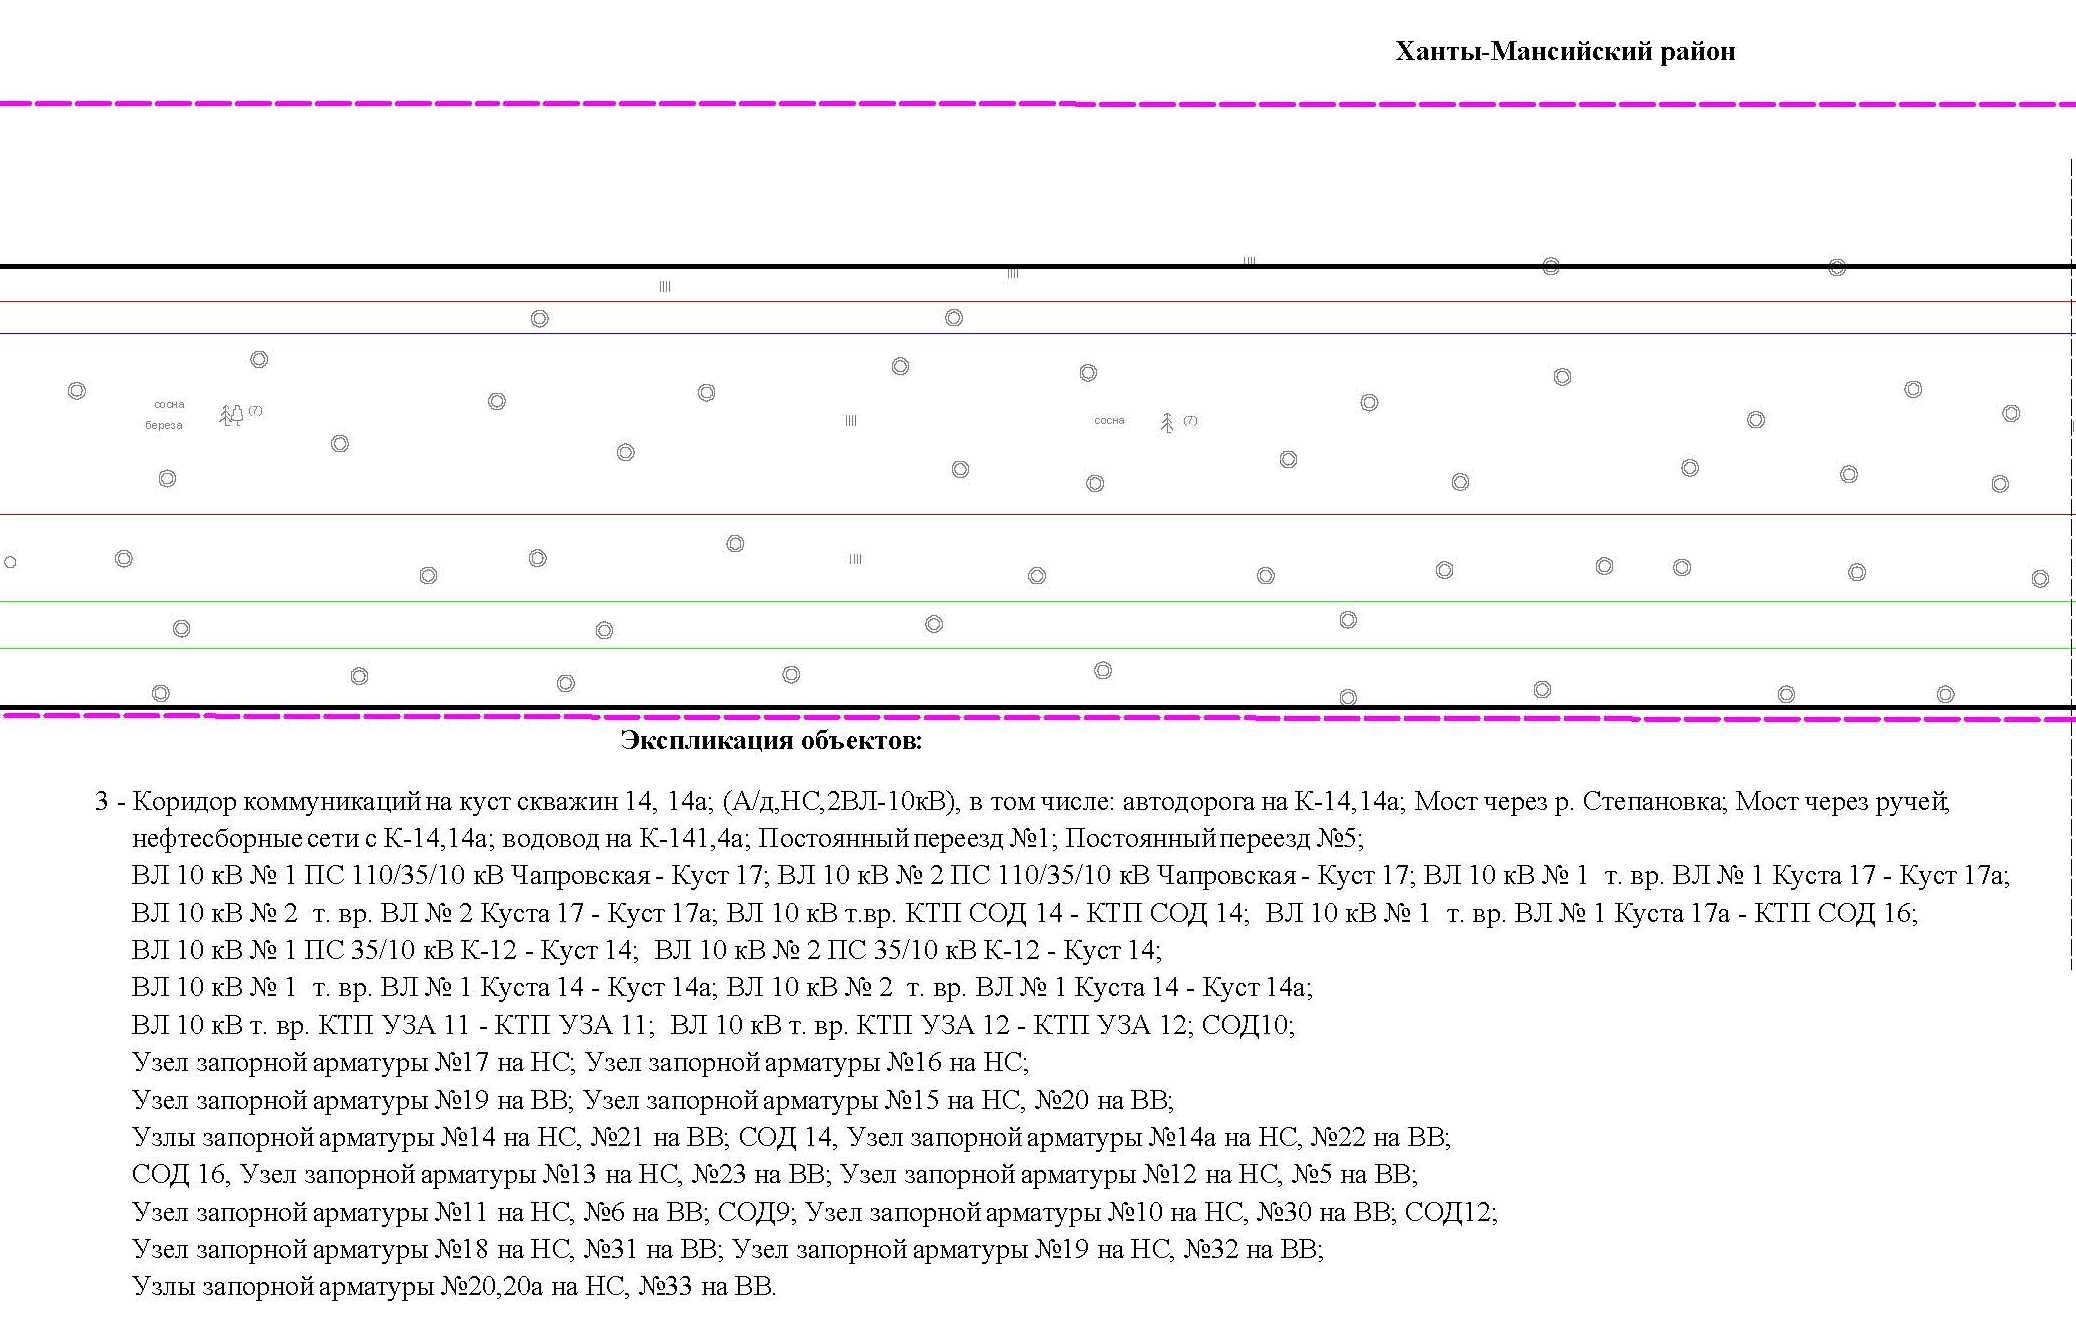 Ханты-Мансийский район
сосна
береза
(7)
сосна
(7)
Экспликация объектов:
3 - Коридор коммуникаций на куст скважин 14, 14а; (А/д,НС,2ВЛ-10кВ), в том числе: автодорога на К-14,14а; Мост через р. Степановка; Мост через ручей;
нефтесборные сети с К-14,14а; водовод на К-141,4а; Постоянный переезд №1; Постоянный переезд №5;
ВЛ 10 кВ № 1 ПС 110/35/10 кВ Чапровская - Куст 17; ВЛ 10 кВ № 2 ПС 110/35/10 кВ Чапровская - Куст 17; ВЛ 10 кВ № 1 т. вр. ВЛ № 1 Куста 17 - Куст 17а;
ВЛ 10 кВ № 2 т. вр. ВЛ № 2 Куста 17 - Куст 17а; ВЛ 10 кВ т.вр. КТП СОД 14 - КТП СОД 14; ВЛ 10 кВ № 1 т. вр. ВЛ № 1 Куста 17а - КТП СОД 16;
ВЛ 10 кВ № 1 ПС 35/10 кВ К-12 - Куст 14; ВЛ 10 кВ № 2 ПС 35/10 кВ К-12 - Куст 14;
ВЛ 10 кВ № 1 т. вр. ВЛ № 1 Куста 14 - Куст 14а; ВЛ 10 кВ № 2 т. вр. ВЛ № 1 Куста 14 - Куст 14а;
ВЛ 10 кВ т. вр. КТП УЗА 11 - КТП УЗА 11; ВЛ 10 кВ т. вр. КТП УЗА 12 - КТП УЗА 12; СОД10;
Узел запорной арматуры №17 на НС; Узел запорной арматуры №16 на НС;
Узел запорной арматуры №19 на ВВ; Узел запорной арматуры №15 на НС, №20 на ВВ;
Узлы запорной арматуры №14 на НС, №21 на ВВ; СОД 14, Узел запорной арматуры №14а на НС, №22 на ВВ;
СОД 16, Узел запорной арматуры №13 на НС, №23 на ВВ; Узел запорной арматуры №12 на НС, №5 на ВВ;
Узел запорной арматуры №11 на НС, №6 на ВВ; СОД9; Узел запорной арматуры №10 на НС, №30 на ВВ; СОД12;
Узел запорной арматуры №18 на НС, №31 на ВВ; Узел запорной арматуры №19 на НС, №32 на ВВ;
Узлы запорной арматуры №20,20а на НС, №33 на ВВ.